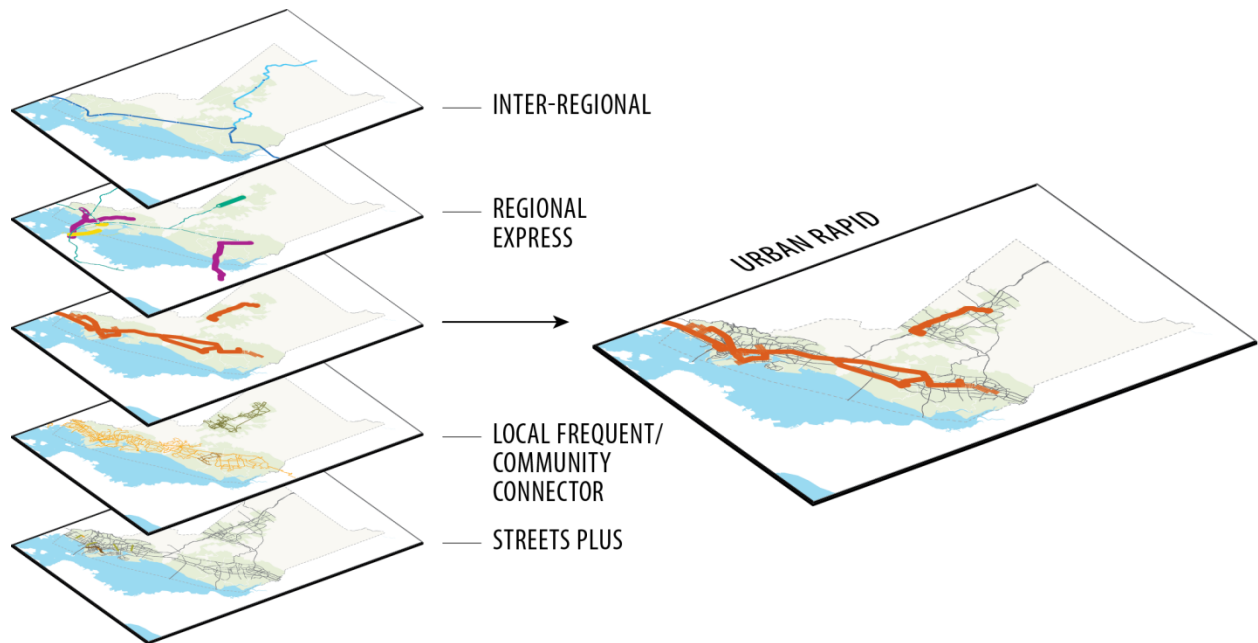 INTER-REGIONAL
REGIONAL
EXPRESS
URBAN RAPID
LOCAL FREQUENT/
COMMUNITY
CONNECTOR
STREETS PLUS